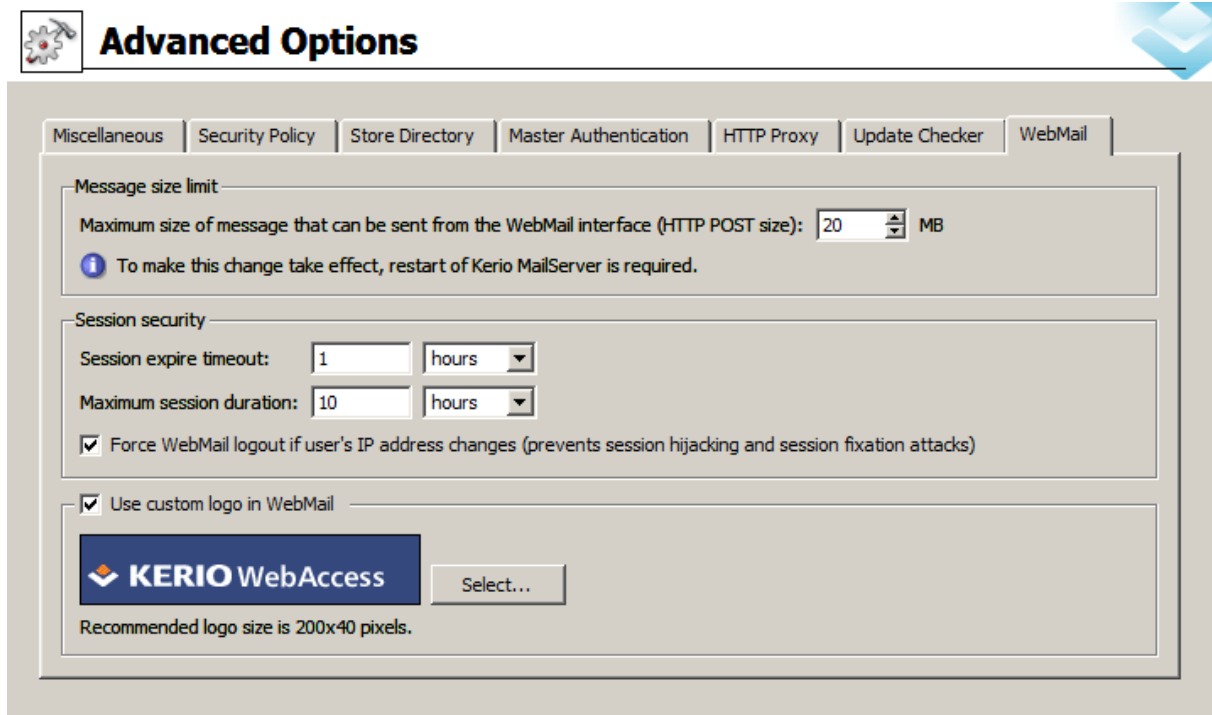 Advanced Options
Miscellaneous Security Policy Store Directory Master Authentication HTTP Proxy Update Checker WebMail
Message size limit
Maximum size of message that can be sent from the WebMail interface (HTTP POST size): 20 MB
To make this change take effect, restart of Kerio MailServer is required.
Session security
Session expire timeout: 1 hours
Maximum session duration: 10 hours
Force WebMail logout if user's IP address changes (prevents session hijacking and session fixation attacks)
Use custom logo in WebMail
KERIO WebAccess Select...
Recommended logo size is 200x40 pixels.